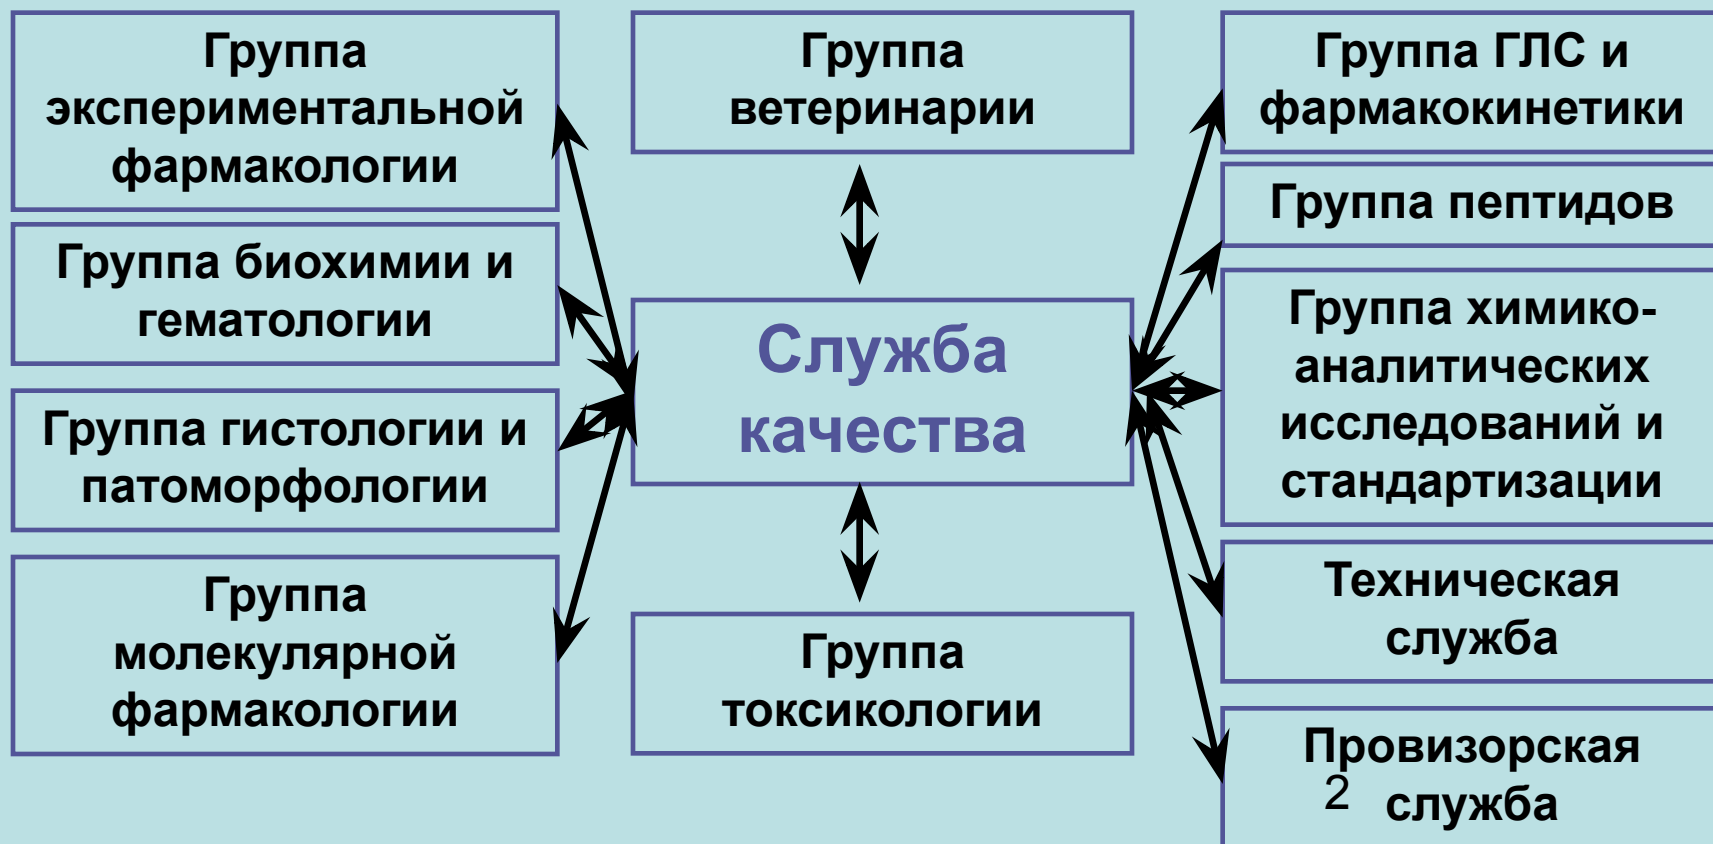 Группа
экспериментальной
фармакологии
Группа биохимии и
гематологии
Группа гистологии и
патоморфологии
Группа
молекулярной
фармакологии
Группа
ветеринарии
Служба
качества
Группа
токсикологии
Группа ГЛС и
фармакокинетики
Группа пептидов
Группа химико-
аналитических
исследований и
стандартизации
Техническая
служба
Провизорская
служба
2